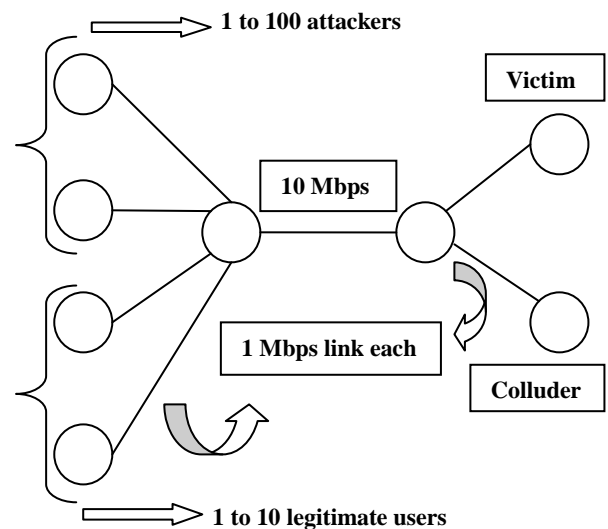 1 to 100 attackers
Victim
10 Mbps
1 Mbps link each
Colluder
1 to 10 legitimate users